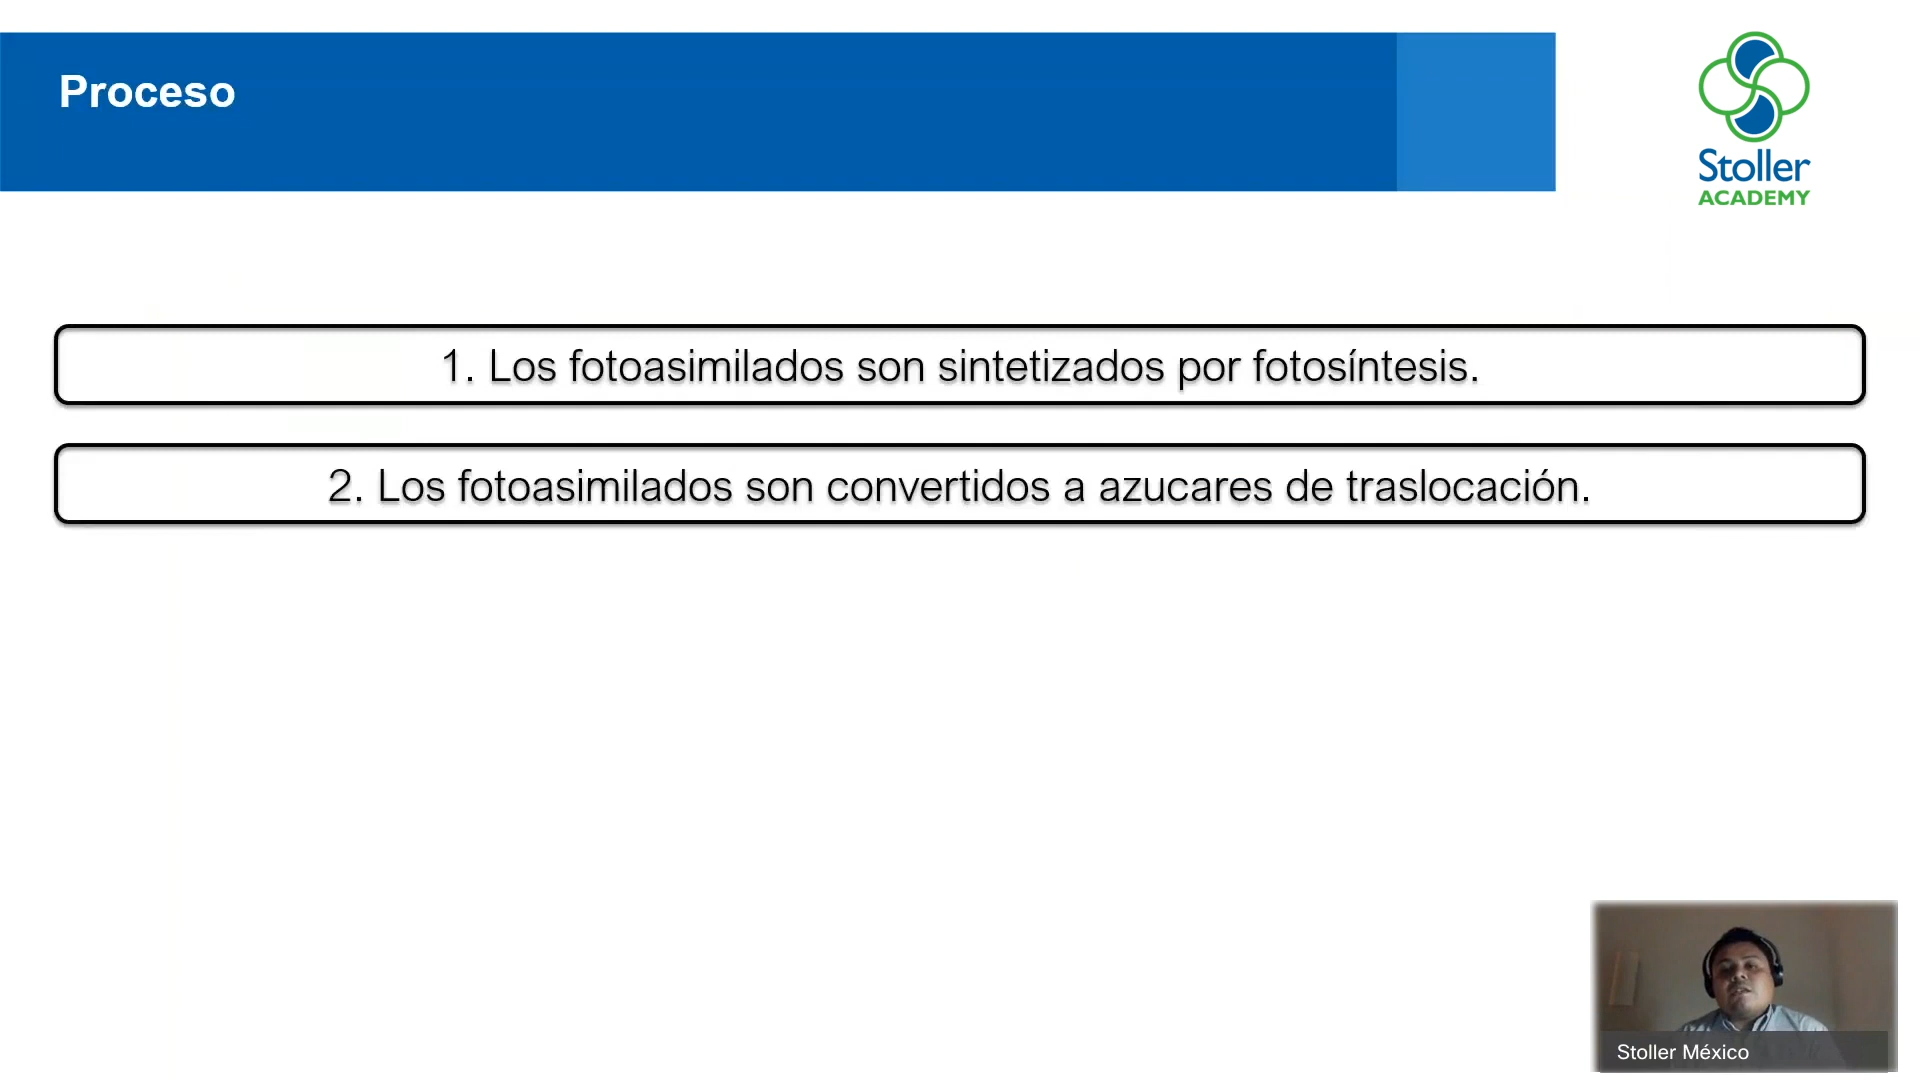 Proceso
Stoller
ACADEMY
1. Los fotoasimilados son sintetizados por fotosíntesis.
2. Los fotoasimilados son convertidos a azucares de traslocación.
Stoller México